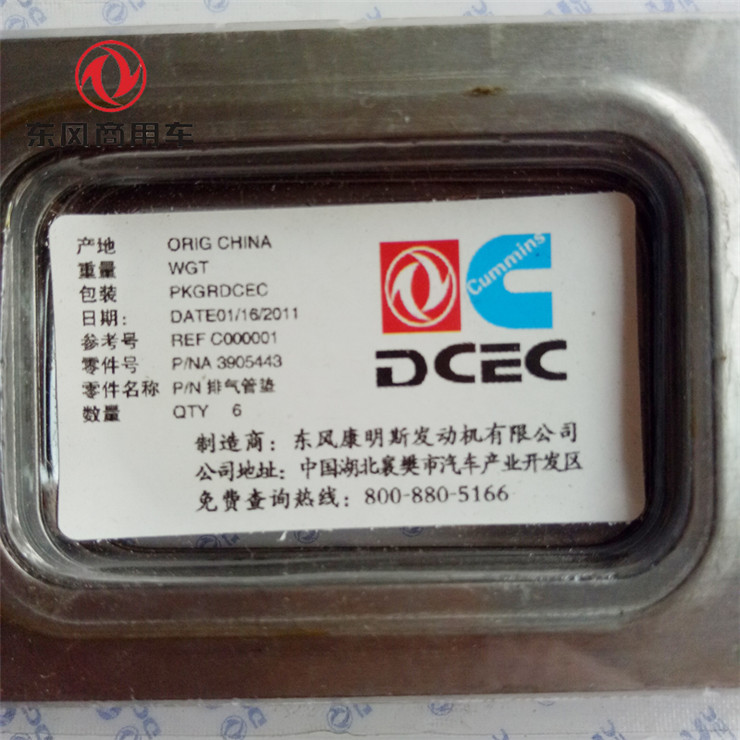 东风商用车
产地 ORIG CHINA
重量 WGT
包装 PKGRDCEC
日期: DATE01/16/2011
参考号 REF C000001
零件号 P/NA 3905443
零件名称 P/N 排气管垫
数量 QTY 6
Cummins
DCEC
制造商: 东风康明斯发动机有限公司
公司地址: 中国湖北襄樊市汽车产业开发区
免费查询热线: 800-880-5166
DCEC